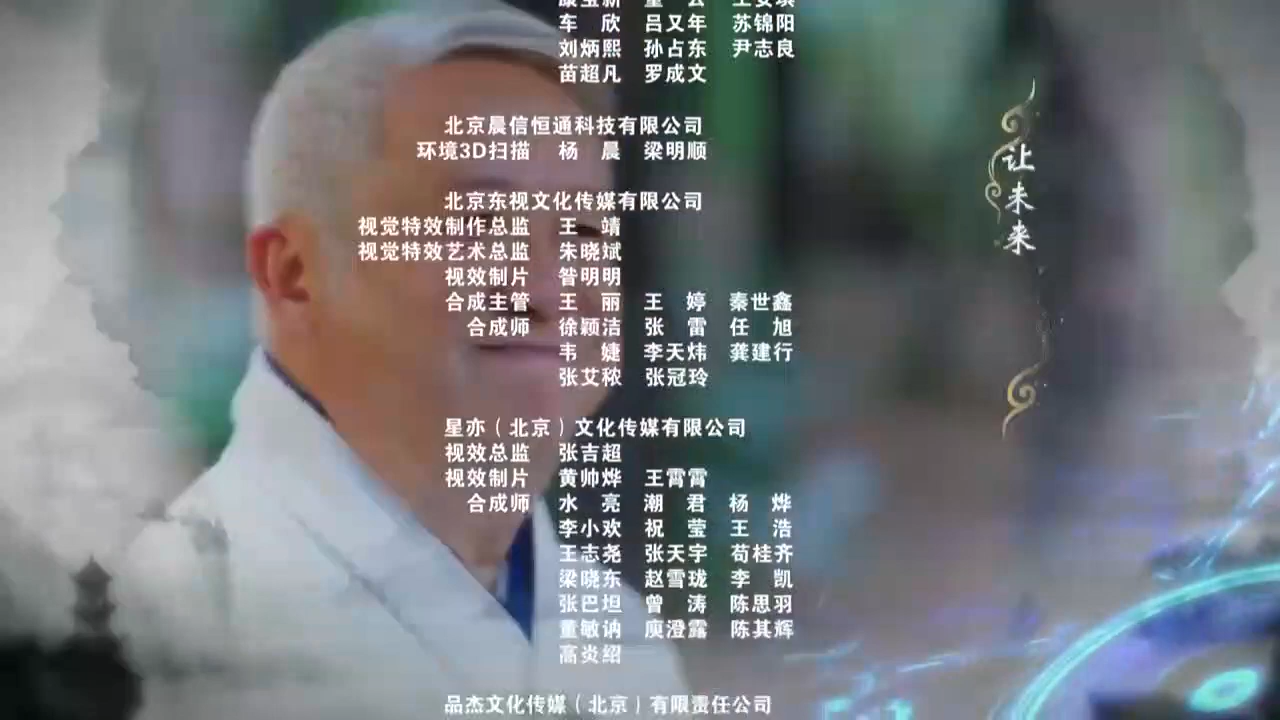 车　欣　吕又年　苏锦阳
刘炳熙　孙占东　尹志良
苗超凡　罗成文
北京晨信恒通科技有限公司
环境3D扫描　杨　晨　梁明顺
北京东视文化传媒有限公司
视觉特效制作总监　王　靖
视觉特效艺术总监　朱晓斌
视效制片　昝明明
合成主管　王　丽　王　婷　秦世鑫
合成师　徐颖洁　张　雷　任　旭
韦　婕　李天炜　龚建行
张艾秾　张冠玲
星亦（北京）文化传媒有限公司
视效总监　张吉超
视效制片　黄帅烨　王霄霄
合成师　水　亮　潮　君　杨　烨
李小欢　祝　莹　王　浩
王志尧　张天宇　苟桂齐
梁晓东　赵雪珑　李　凯
张巴坦　曾　涛　陈思羽
董敏讷　庾澄露　陈其辉
高炎绍
品杰文化传媒（北京）有限责任公司
让未来